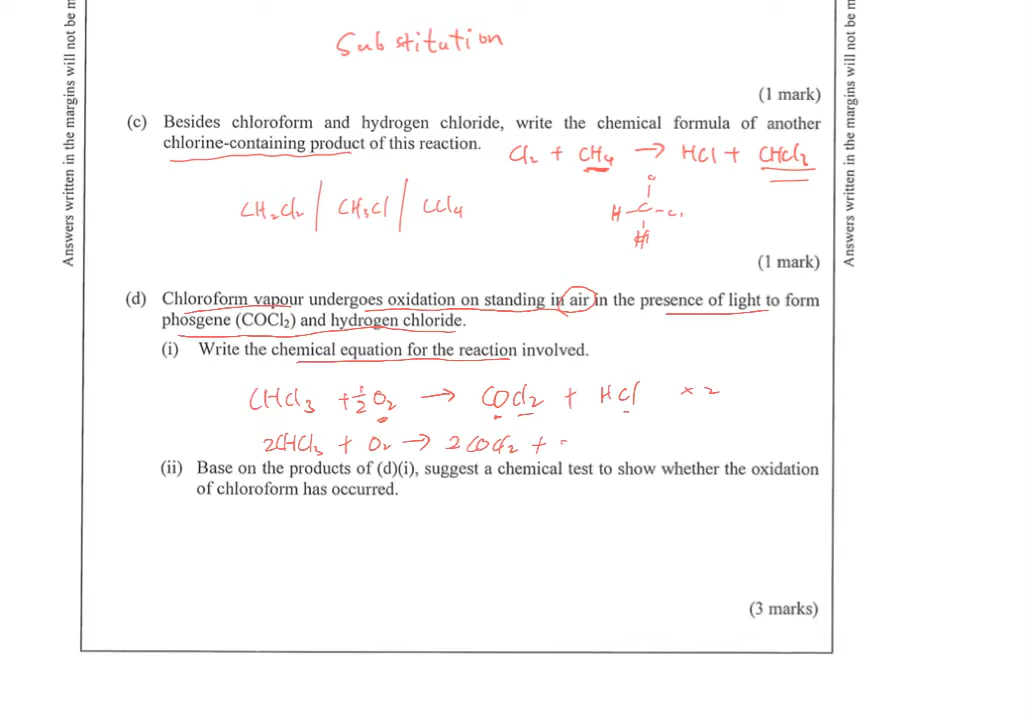 Substitution
(1 mark)
(c) Besides chloroform and hydrogen chloride, write the chemical formula of another
chlorine-containing product of this reaction.
Cl₂ + CH₄ → HCl + CHCl₂
CH₂Cl₂ / CH₃Cl / CCl₄
Cl
H-C-Cl
H
(1 mark)
(d) Chloroform vapour undergoes oxidation on standing in air in the presence of light to form
phosgene (COCl₂) and hydrogen chloride.
(i) Write the chemical equation for the reaction involved.
CHCl₃ + ½ O₂ → COCl₂ + HCl ×2
2CHCl₃ + O₂ → 2COCl₂ +
(ii) Base on the products of (d)(i), suggest a chemical test to show whether the oxidation
of chloroform has occurred.
(3 marks)
Answers written in the margins will not be m
Answers written in the margins will not be m